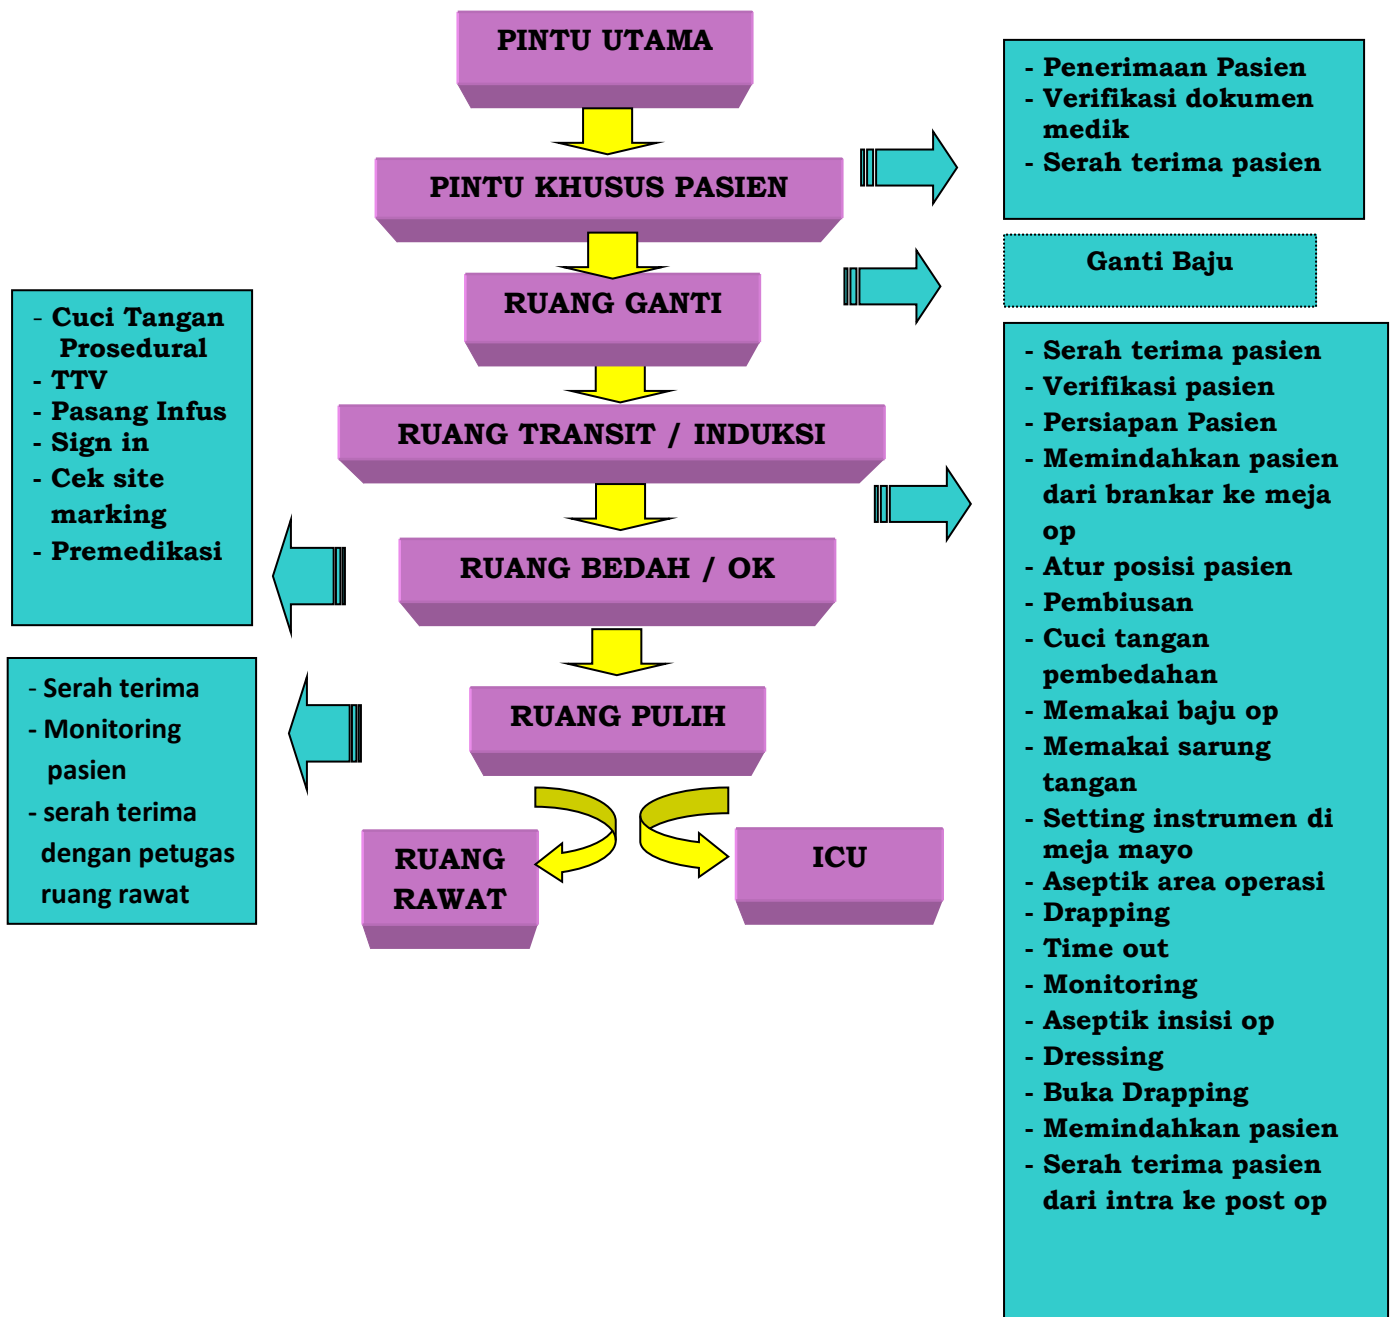 PINTU UTAMA
PINTU KHUSUS PASIEN
RUANG GANTI
RUANG TRANSIT / INDUKSI
RUANG BEDAH / OK
RUANG PULIH
RUANG
RAWAT
ICU
- Penerimaan Pasien
- Verifikasi dokumen
medik
- Serah terima pasien
Ganti Baju
- Cuci Tangan
Prosedural
- TTV
- Pasang Infus
- Sign in
- Cek site
marking
- Premedikasi
- Serah terima pasien
- Verifikasi pasien
- Persiapan Pasien
- Memindahkan pasien
dari brankar ke meja
op
- Atur posisi pasien
- Pembiusan
- Cuci tangan
pembedahan
- Memakai baju op
- Memakai sarung
tangan
- Setting instrumen di
meja mayo
- Aseptik area operasi
- Drapping
- Time out
- Monitoring
- Aseptik insisi op
- Dressing
- Buka Drapping
- Memindahkan pasien
- Serah terima pasien
dari intra ke post op
- Serah terima
- Monitoring
pasien
- serah terima
dengan petugas
ruang rawat